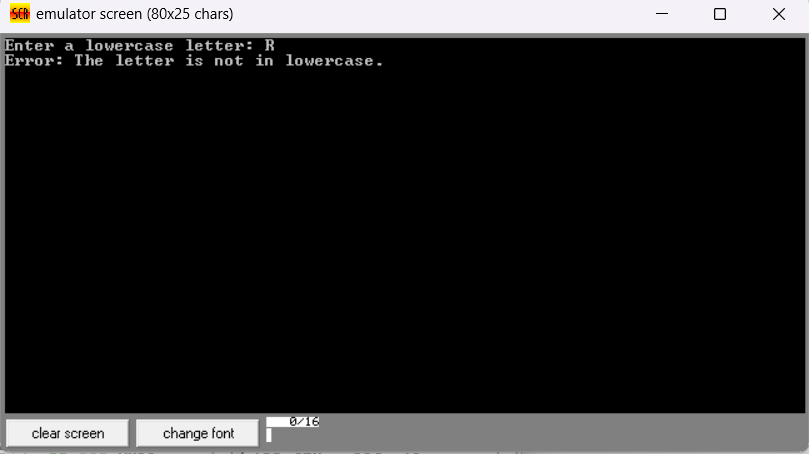 SCR emulator screen (80x25 chars)
Enter a lowercase letter: R
Error: The letter is not in lowercase.
0/16
clear screen change font